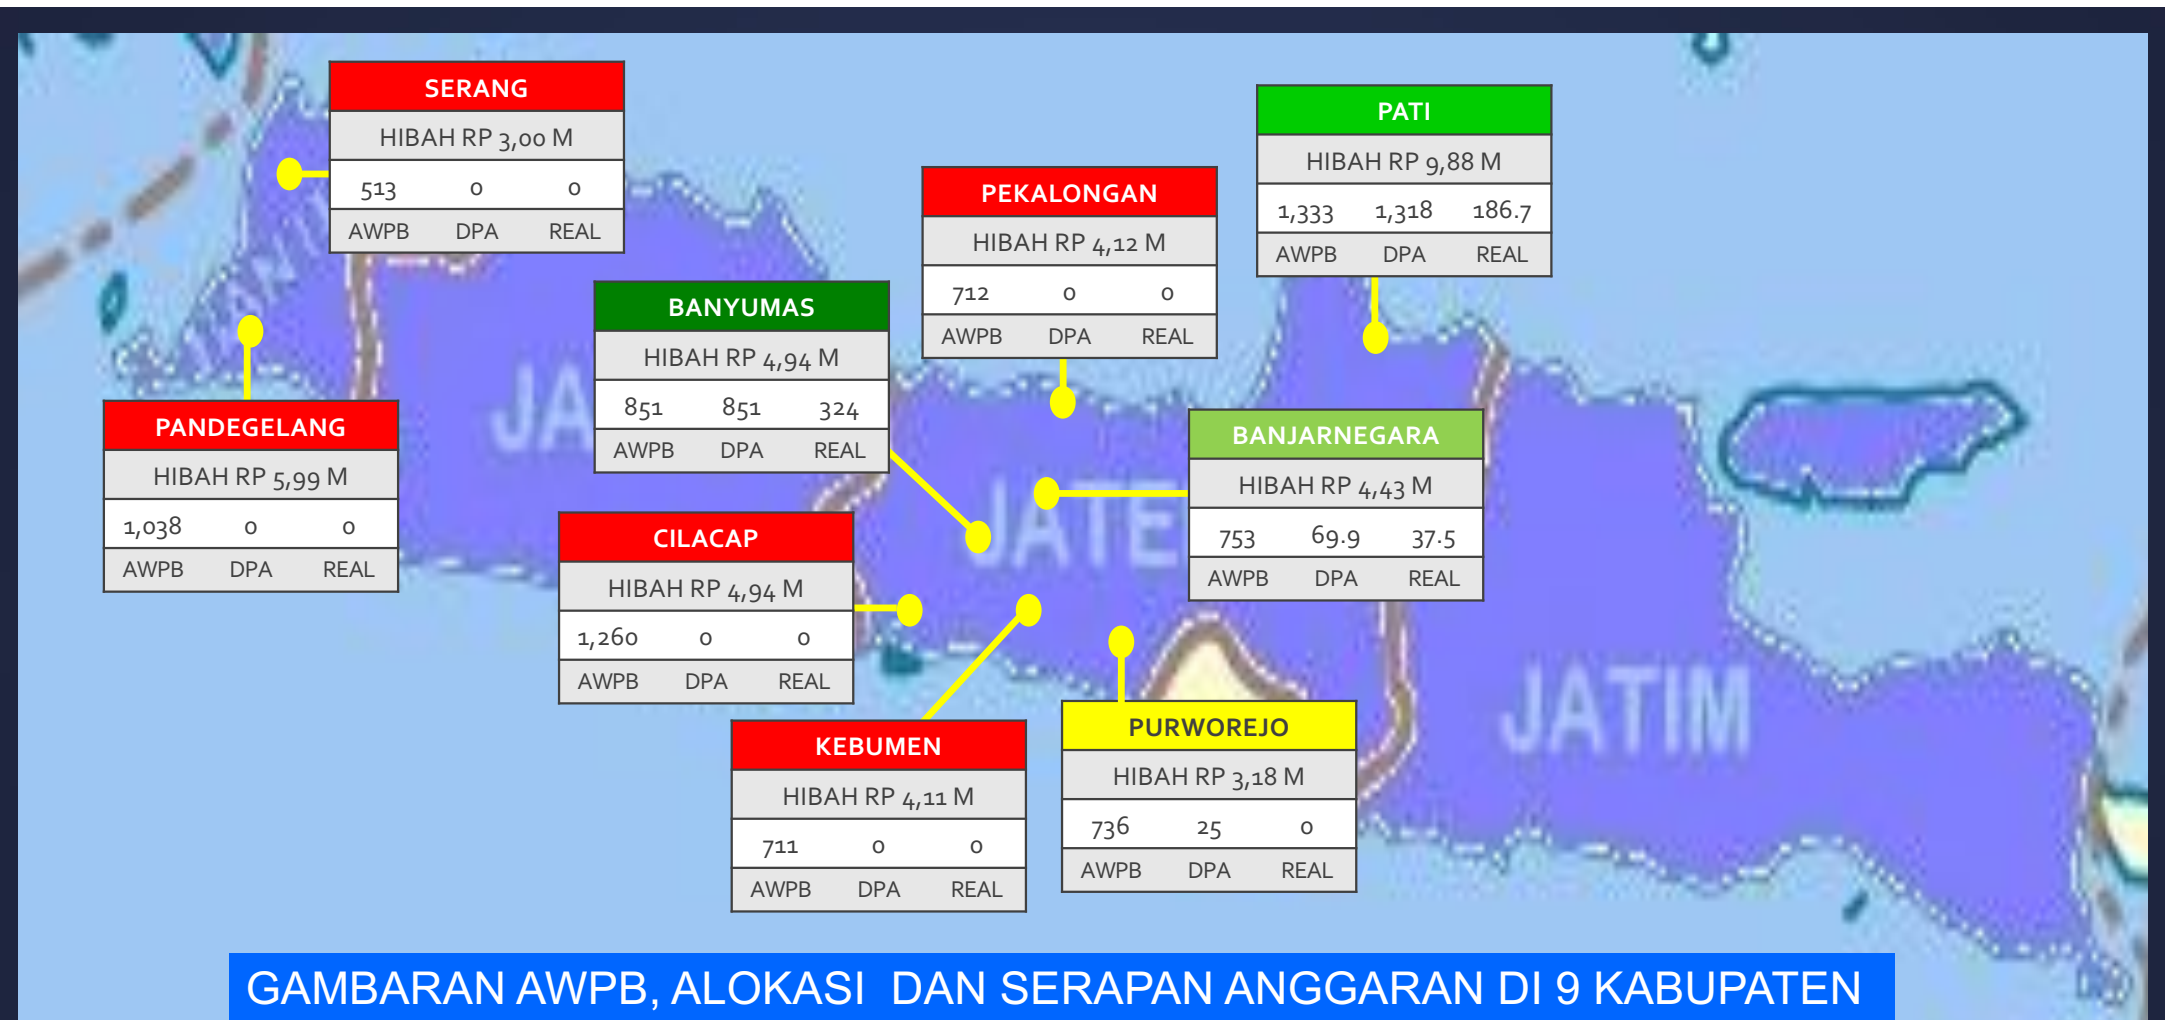 SERANG
HIBAH RP 3,00 M
513 0 0
AWPB DPA REAL
PATI
HIBAH RP 9,88 M
1,333 1,318 186.7
AWPB DPA REAL
PEKALONGAN
HIBAH RP 4,12 M
712 0 0
AWPB DPA REAL
BANYUMAS
HIBAH RP 4,94 M
851 851 324
AWPB DPA REAL
PANDEGELANG
HIBAH RP 5,99 M
1,038 0 0
AWPB DPA REAL
BANJARNEGARA
HIBAH RP 4,43 M
753 69.9 37.5
AWPB DPA REAL
CILACAP
HIBAH RP 4,94 M
1,260 0 0
AWPB DPA REAL
KEBUMEN
HIBAH RP 4,11 M
711 0 0
AWPB DPA REAL
PURWOREJO
HIBAH RP 3,18 M
736 25 0
AWPB DPA REAL
JA
JATE
JATIM
GAMBARAN AWPB, ALOKASI DAN SERAPAN ANGGARAN DI 9 KABUPATEN